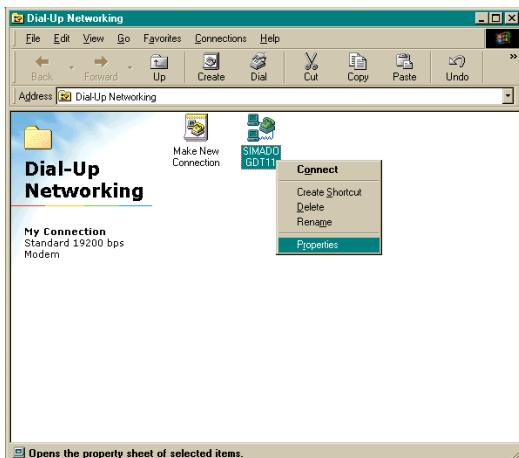 Dial-Up Networking
File Edit View Go Favorites Connections Help
Back Forward Up Create Dial Cut Copy Paste Undo »
Address Dial-Up Networking
Dial-Up
Networking
My Connection
Standard 19200 bps
Modem
Make New
Connection
SIMADO
GDT11
Connect
Create Shortcut
Delete
Rename
Properties
Opens the property sheet of selected items.